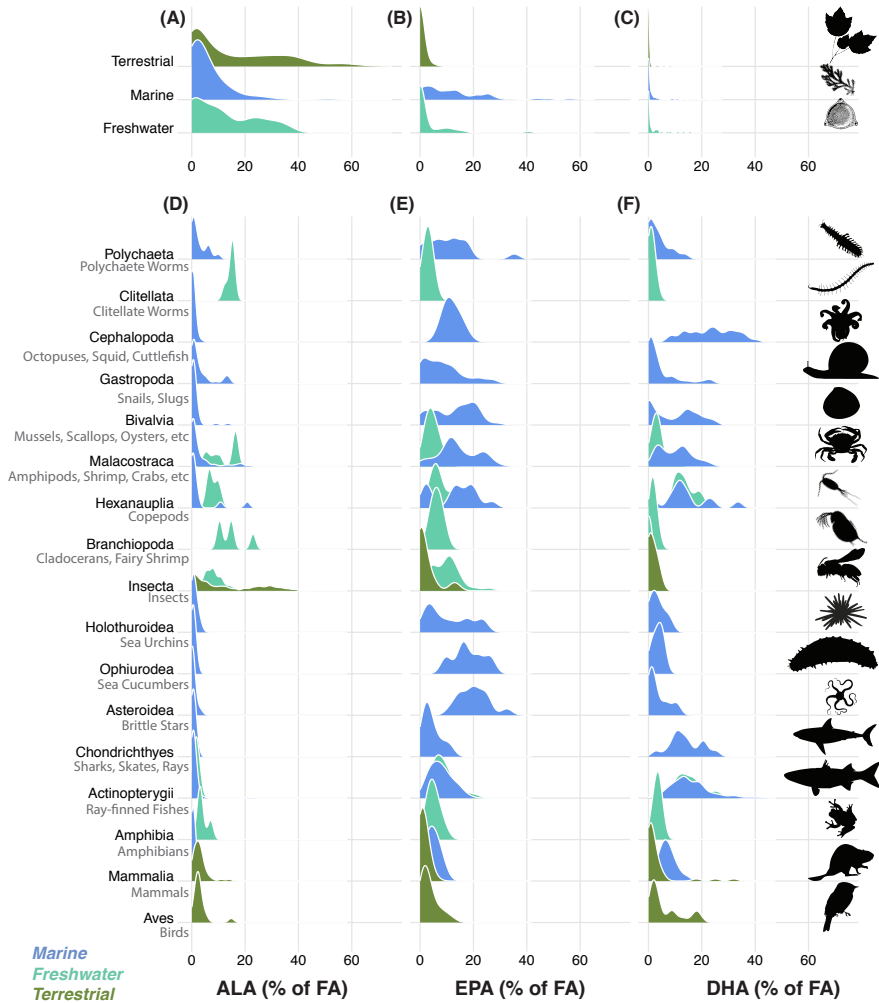 (A) (B) (C)
Terrestrial
Marine
Freshwater
0 20 40 60 0 20 40 60 0 20 40 60
(D) (E) (F)
Polychaeta
Polychaete Worms
Clitellata
Clitellate Worms
Cephalopoda
Octopuses, Squid, Cuttlefish
Gastropoda
Snails, Slugs
Bivalvia
Mussels, Scallops, Oysters, etc
Malacostraca
Amphipods, Shrimp, Crabs, etc
Hexanauplia
Copepods
Branchiopoda
Cladocerans, Fairy Shrimp
Insecta
Insects
Holothuroidea
Sea Urchins
Ophiurodea
Sea Cucumbers
Asteroidea
Brittle Stars
Chondrichthyes
Sharks, Skates, Rays
Actinopterygii
Ray-finned Fishes
Amphibia
Amphibians
Mammalia
Mammals
Aves
Birds
0 20 40 60 0 20 40 60 0 20 40 60
Marine
Freshwater
Terrestrial
ALA (% of FA) EPA (% of FA) DHA (% of FA)